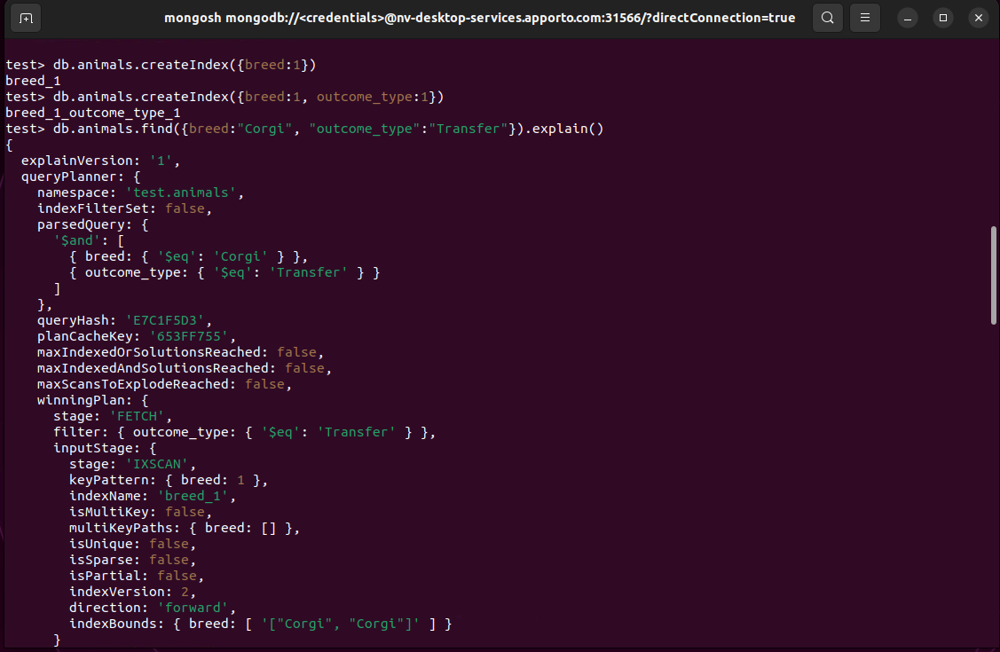 mongosh mongodb://<credentials>@nv-desktop-services.apporto.com:31566/?directConnection=true
test> db.animals.createIndex({breed:1})
breed_1
test> db.animals.createIndex({breed:1, outcome_type:1})
breed_1_outcome_type_1
test> db.animals.find({breed:"Corgi", "outcome_type":"Transfer"}).explain()
{
  explainVersion: '1',
  queryPlanner: {
    namespace: 'test.animals',
    indexFilterSet: false,
    parsedQuery: {
      '$and': [
        { breed: { '$eq': 'Corgi' } },
        { outcome_type: { '$eq': 'Transfer' } }
      ]
    },
    queryHash: 'E7C1F5D3',
    planCacheKey: '653FF755',
    maxIndexedOrSolutionsReached: false,
    maxIndexedAndSolutionsReached: false,
    maxScansToExplodeReached: false,
    winningPlan: {
      stage: 'FETCH',
      filter: { outcome_type: { '$eq': 'Transfer' } },
      inputStage: {
        stage: 'IXSCAN',
        keyPattern: { breed: 1 },
        indexName: 'breed_1',
        isMultiKey: false,
        multiKeyPaths: { breed: [] },
        isUnique: false,
        isSparse: false,
        isPartial: false,
        indexVersion: 2,
        direction: 'forward',
        indexBounds: { breed: [ '["Corgi", "Corgi"]' ] }
      }